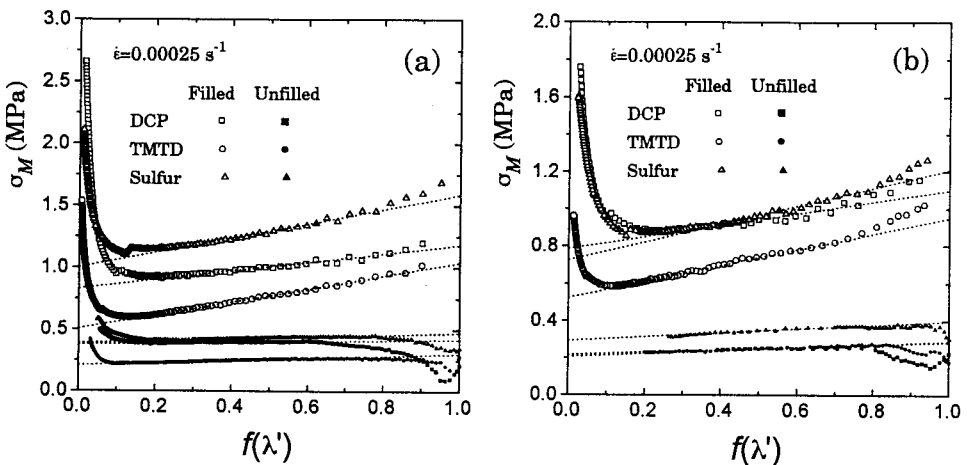 3.0
2.5
2.0
1.5
1.0
0.5
0.0
σM (MPa)
ε̇=0.00025 s⁻¹
(a)
Filled Unfilled
DCP
TMTD
Sulfur
0.0 0.2 0.4 0.6 0.8 1.0
f(λ')
2.0
1.6
1.2
0.8
0.4
0.0
σM (MPa)
ε̇=0.00025 s⁻¹
(b)
Filled Unfilled
DCP
TMTD
Sulfur
0.0 0.2 0.4 0.6 0.8 1.0
f(λ')